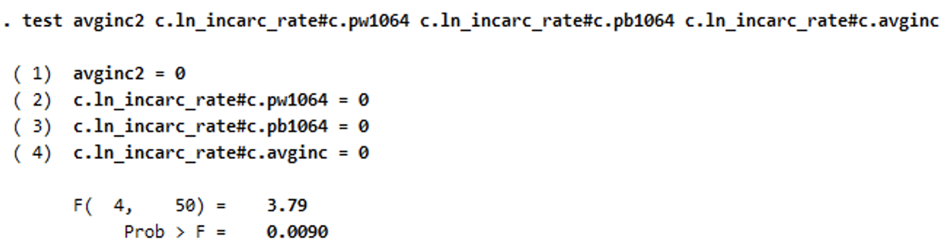 . test avginc2 c.ln_incarc_rate#c.pw1064 c.ln_incarc_rate#c.pb1064 c.ln_incarc_rate#c.avginc
( 1) avginc2 = 0
( 2) c.ln_incarc_rate#c.pw1064 = 0
( 3) c.ln_incarc_rate#c.pb1064 = 0
( 4) c.ln_incarc_rate#c.avginc = 0
F( 4, 50) = 3.79
Prob > F = 0.0090